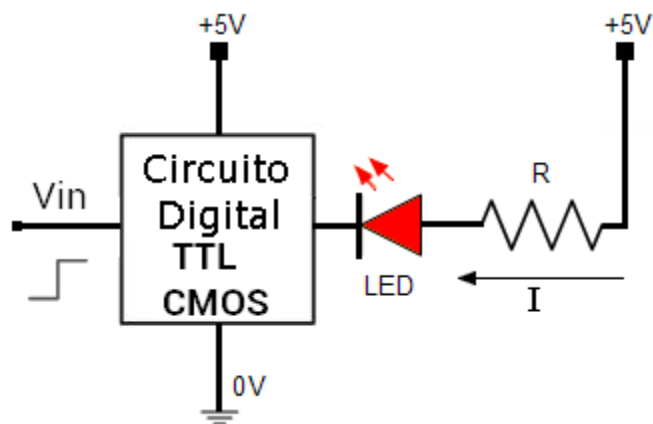 +5V
+5V
Circuito
Digital
TTL
CMOS
Vin
R
LED
I
0V